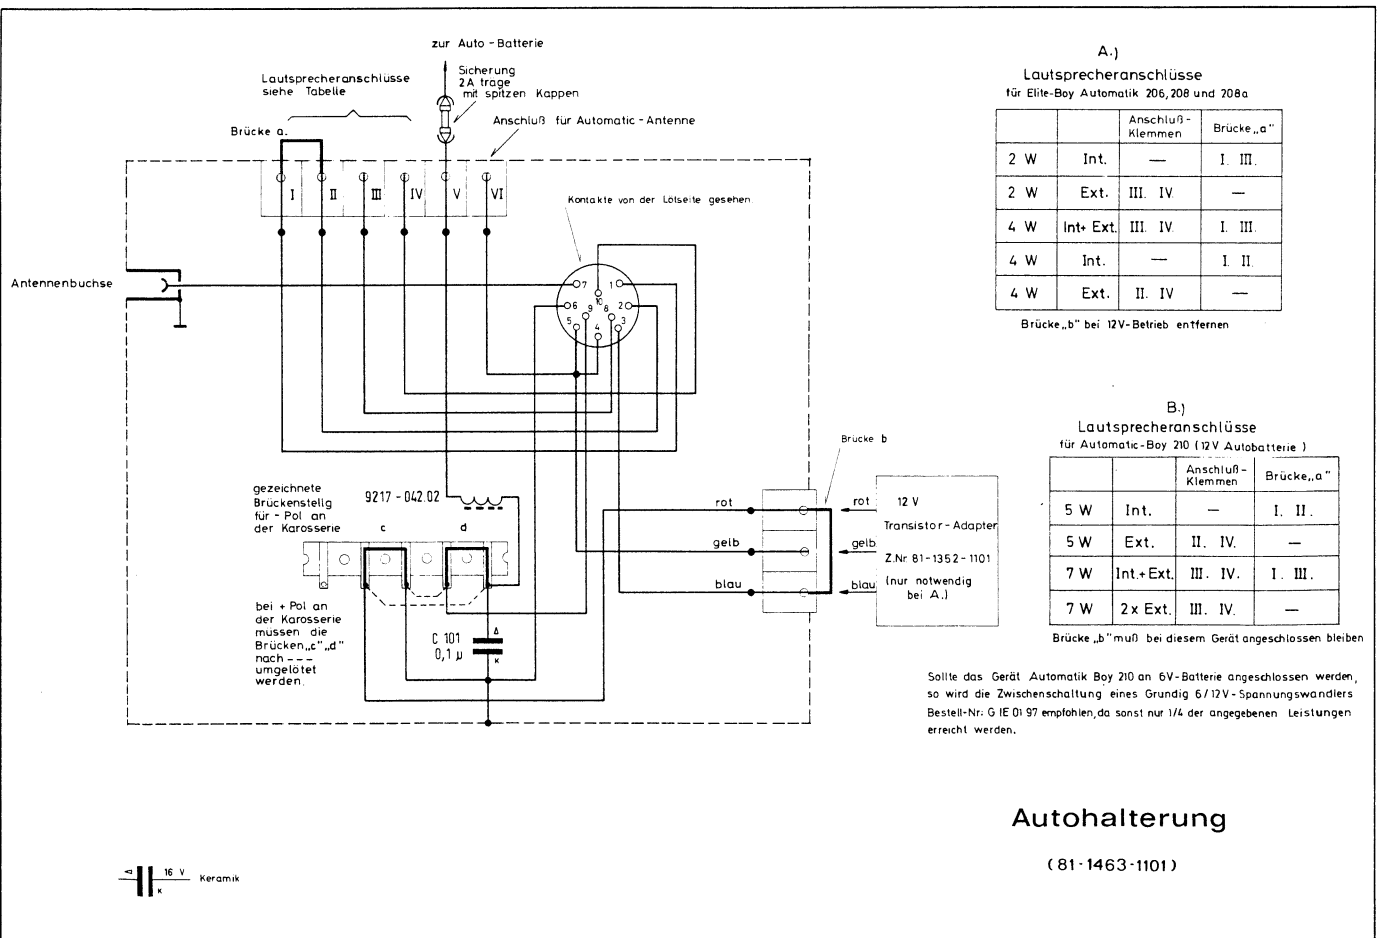 zur Auto-Batterie
Sicherung
2A träge
mit spitzen Kappen
Lautsprecheranschlüsse
siehe Tabelle
Anschluß für Automatic-Antenne
Brücke a.
I II III IV V VI
Kontakte von der Lötseite gesehen.
Antennenbuchse
7 1
10
6 2
9 8
5 4 3
gezeichnete
Brückenstellg
für - Pol an
der Karosserie
9217-042.02
c d
bei + Pol an
der Karosserie
müssen die
Brücken„c"„d"
nach ---
umgelötet
werden.
C 101
0,1 µ
K
Brücke b
rot
gelb
blau
rot
gelb
blau
12 V
Transistor-Adapter
Z.Nr. 81-1352-1101
(nur notwendig
bei A.)
A.)
Lautsprecheranschlüsse
für Elite-Boy Automatik 206, 208 und 208a
Anschluß-Klemmen Brücke„a"
2 W Int. — I. III.
2 W Ext. III. IV. —
4 W Int+ Ext. III. IV. I. III.
4 W Int. — I. II.
4 W Ext. II. IV —
Brücke„b" bei 12V-Betrieb entfernen
B.)
Lautsprecheranschlüsse
für Automatic-Boy 210 (12V Autobatterie)
Anschluß-Klemmen Brücke„a"
5 W Int. — I. II.
5 W Ext. II. IV. —
7 W Int.+Ext. III. IV. I. III.
7 W 2x Ext. III. IV. —
Brücke „b" muß bei diesem Gerät angeschlossen bleiben
Sollte das Gerät Automatik Boy 210 an 6V-Batterie angeschlossen werden,
so wird die Zwischenschaltung eines Grundig 6/12V-Spannungswandlers
Bestell-Nr: G IE 01 97 empfohlen, da sonst nur 1/4 der angegebenen Leistungen
erreicht werden.
Autohalterung
(81-1463-1101)
16 V Keramik
K